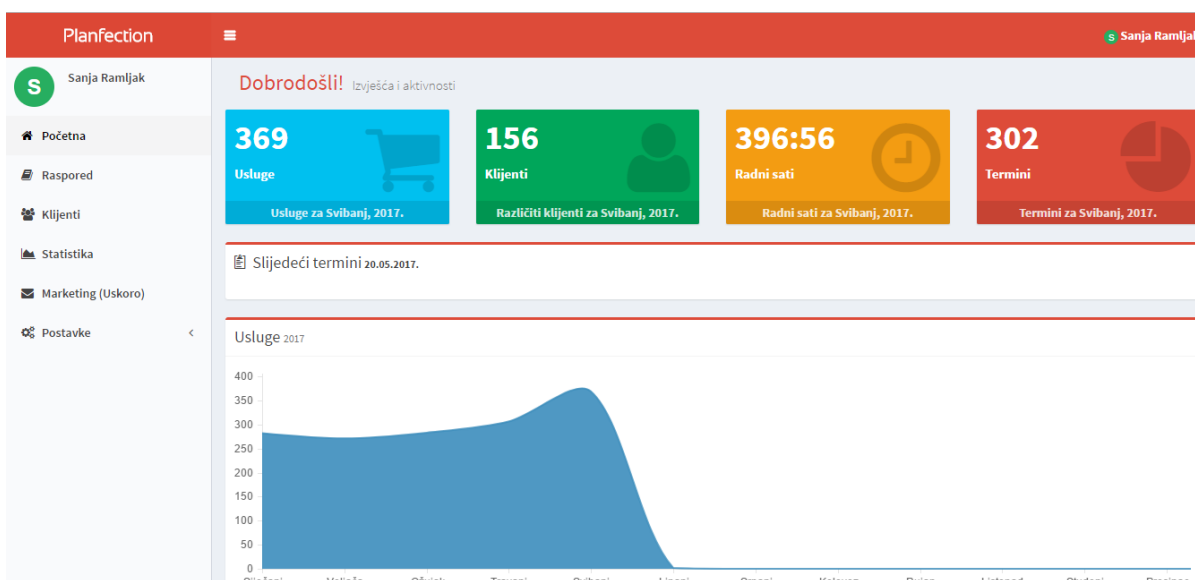 Planfection
S Sanja Ramljak
S
Sanja Ramljak
Početna
Raspored
Klijenti
Statistika
Marketing (Uskoro)
Postavke
Dobrodošli! Izvješća i aktivnosti
369
Usluge
Usluge za Svibanj, 2017.
156
Klijenti
Različiti klijenti za Svibanj, 2017.
396:56
Radni sati
Radni sati za Svibanj, 2017.
302
Termini
Termini za Svibanj, 2017.
Slijedeći termini 20.05.2017.
Usluge 2017
400
350
300
250
200
150
100
50
0